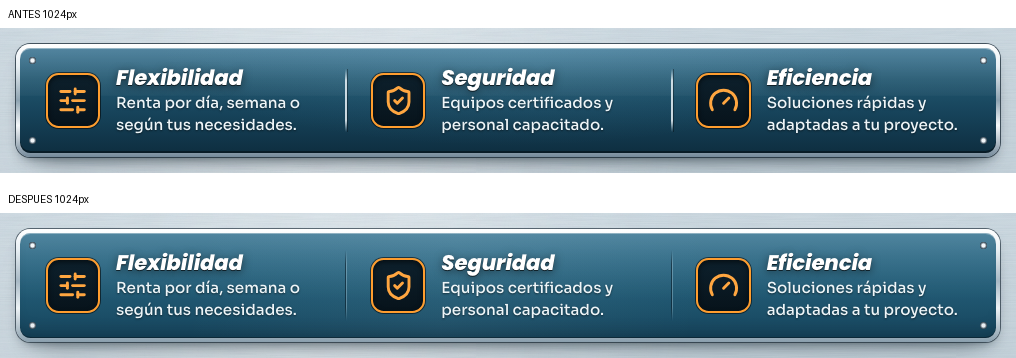 ANTES 1024px
Flexibilidad
Renta por día, semana o
según tus necesidades.
Seguridad
Equipos certificados y
personal capacitado.
Eficiencia
Soluciones rápidas y
adaptadas a tu proyecto.
DESPUES 1024px
Flexibilidad
Renta por día, semana o
según tus necesidades.
Seguridad
Equipos certificados y
personal capacitado.
Eficiencia
Soluciones rápidas y
adaptadas a tu proyecto.